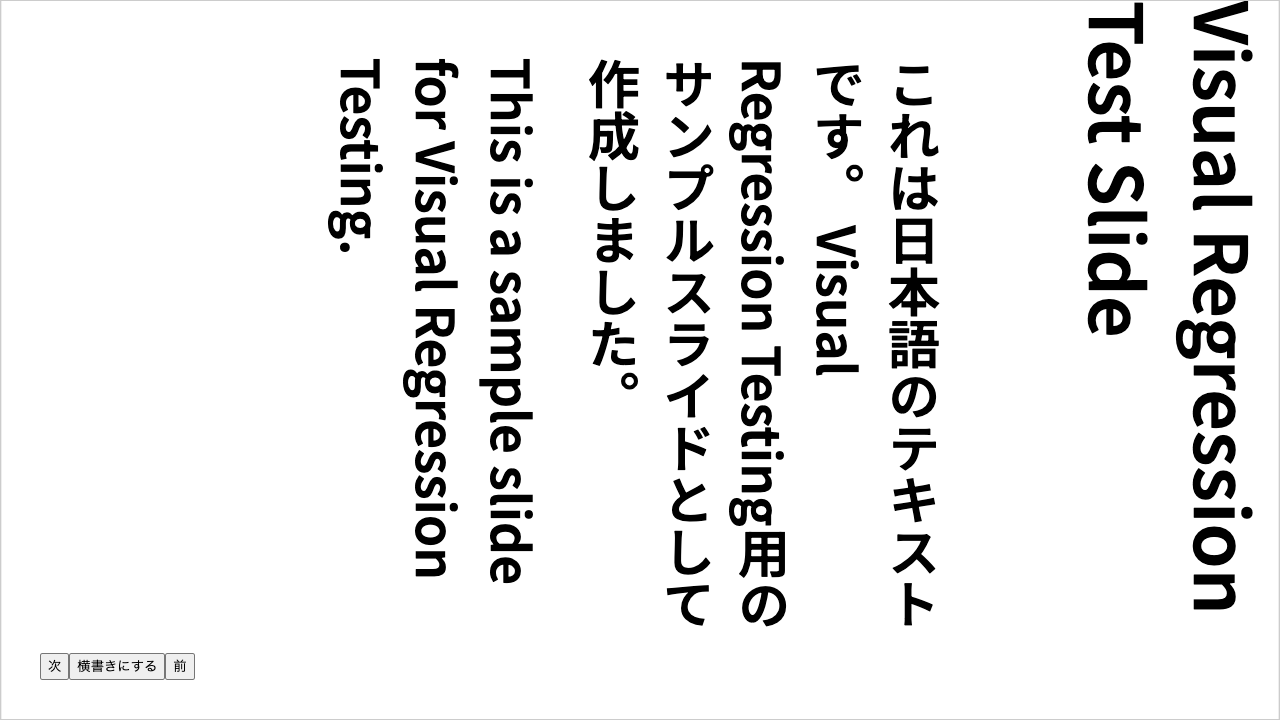 Visual Regression
Test Slide
これは日本語のテキスト
です。 Visual
Regression Testing用の
サンプルスライドとして
作成しました。
This is a sample slide
for Visual Regression
Testing.
次 横書きにする 前